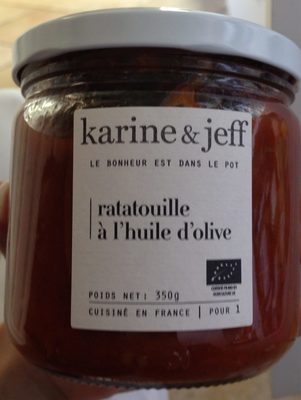 karine & jeff
LE BONHEUR EST DANS LE POT
ratatouille
à l'huile d'olive
POIDS NET: 350g
CUISINÉ EN FRANCE | POUR 1